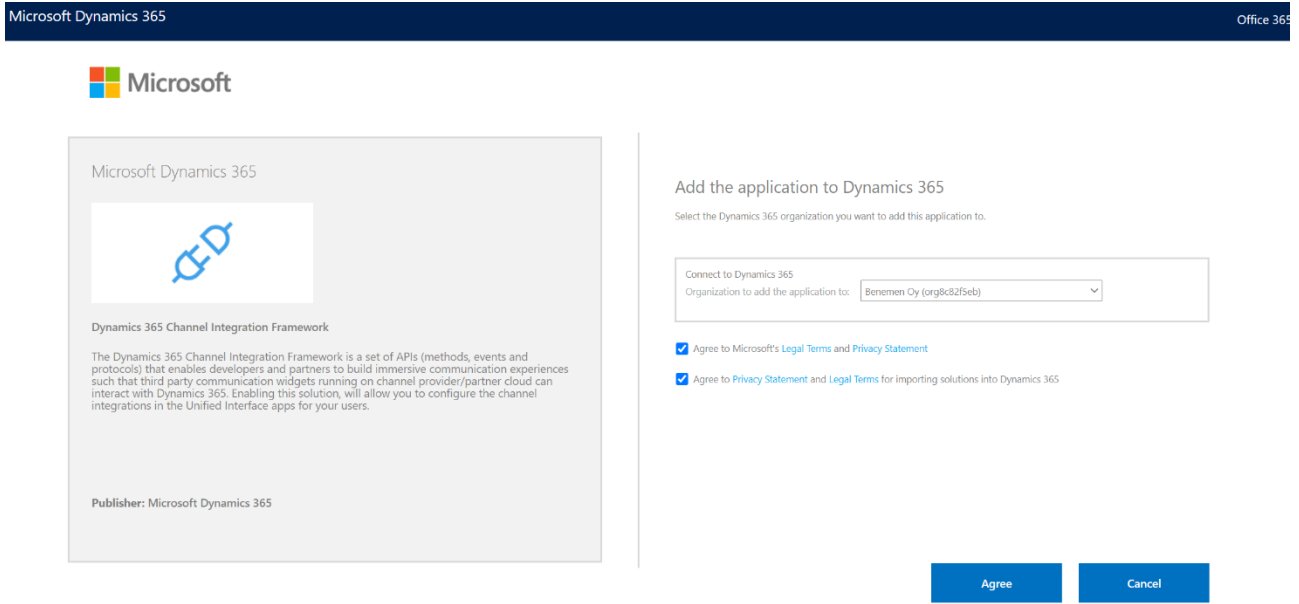 Microsoft Dynamics 365
Office 365
Microsoft
Microsoft Dynamics 365
Dynamics 365 Channel Integration Framework
The Dynamics 365 Channel Integration Framework is a set of APIs (methods, events and
protocols) that enables developers and partners to build immersive communication experiences
such that third party communication widgets running on channel provider/partner cloud can
interact with Dynamics 365. Enabling this solution, will allow you to configure the channel
integrations in the Unified Interface apps for your users.
Publisher: Microsoft Dynamics 365
Add the application to Dynamics 365
Select the Dynamics 365 organization you want to add this application to.
Connect to Dynamics 365
Organization to add the application to: Benemen Oy (org8c82f5eb)
Agree to Microsoft's Legal Terms and Privacy Statement
Agree to Privacy Statement and Legal Terms for importing solutions into Dynamics 365
Agree
Cancel